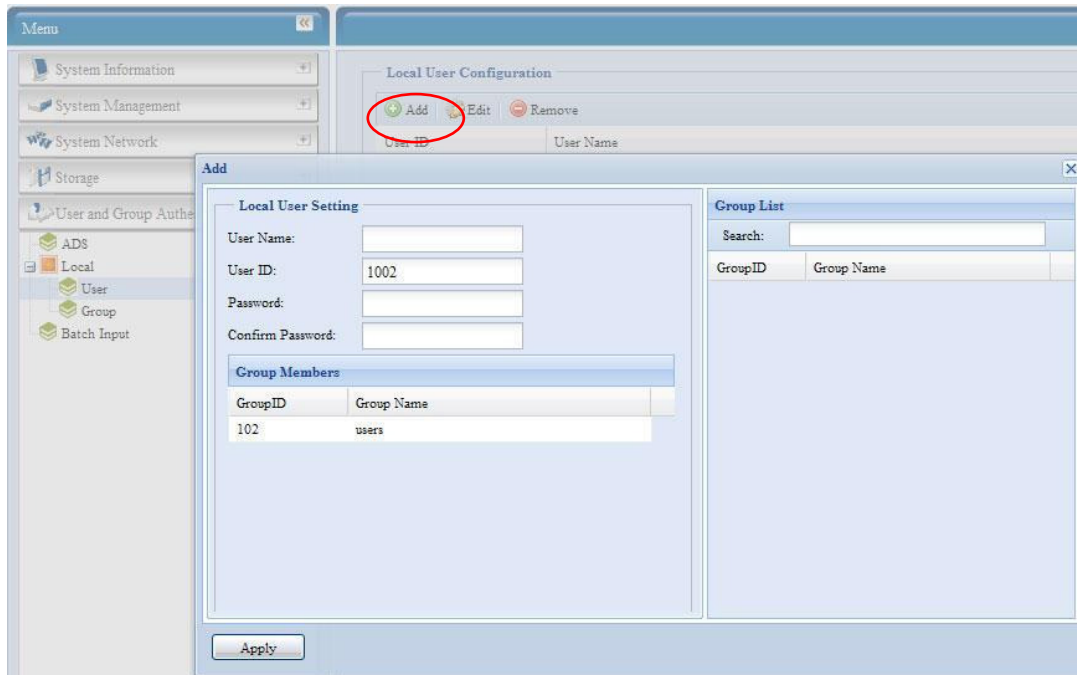 Menu
System Information
System Management
System Network
Storage
User and Group Authe
ADS
Local
User
Group
Batch Input
Local User Configuration
Add Edit Remove
User ID User Name
Add
Local User Setting
User Name:
User ID: 1002
Password:
Confirm Password:
Group Members
GroupID Group Name
102 users
Group List
Search:
GroupID Group Name
Apply